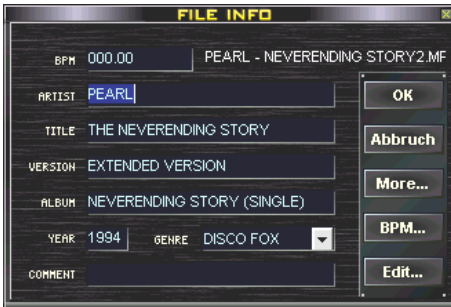 FILE INFO
BPM 000.00 PEARL - NEVERENDING STORY2.MP
ARTIST PEARL OK
TITLE THE NEVERENDING STORY Abbruch
VERSION EXTENDED VERSION More...
ALBUM NEVERENDING STORY (SINGLE)
YEAR 1994 GENRE DISCO FOX BPM...
COMMENT Edit...